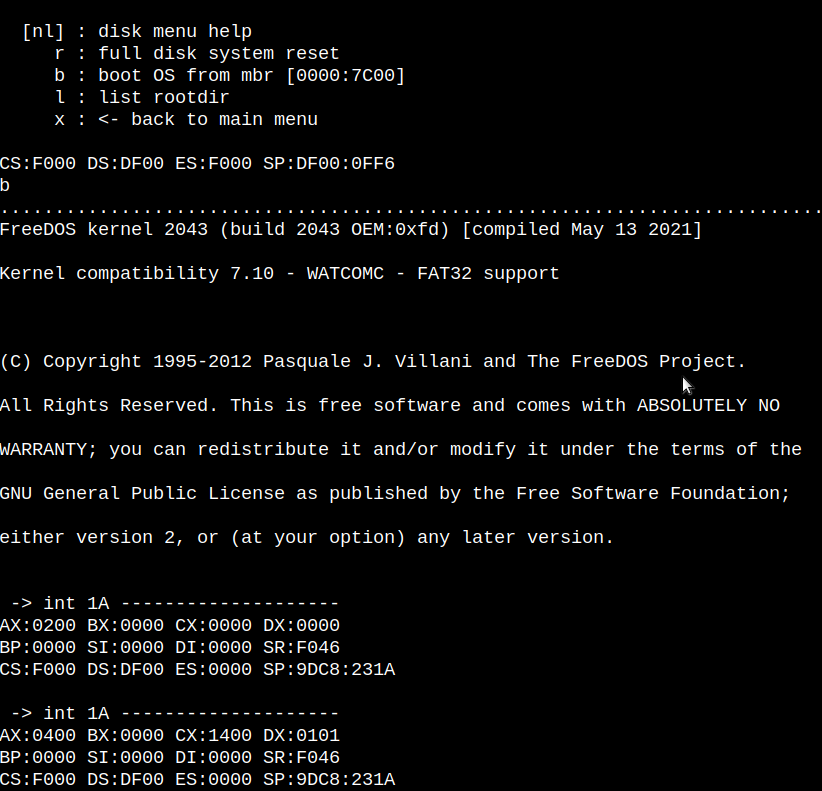 [nl] : disk menu help
r : full disk system reset
b : boot OS from mbr [0000:7C00]
l : list rootdir
x : <- back to main menu
CS:F000 DS:DF00 ES:F000 SP:DF00:0FF6
b
...........................................................................
FreeDOS kernel 2043 (build 2043 OEM:0xfd) [compiled May 13 2021]
Kernel compatibility 7.10 - WATCOMC - FAT32 support
(C) Copyright 1995-2012 Pasquale J. Villani and The FreeDOS Project.
All Rights Reserved. This is free software and comes with ABSOLUTELY NO
WARRANTY; you can redistribute it and/or modify it under the terms of the
GNU General Public License as published by the Free Software Foundation;
either version 2, or (at your option) any later version.
-> int 1A --------------------
AX:0200 BX:0000 CX:0000 DX:0000
BP:0000 SI:0000 DI:0000 SR:F046
CS:F000 DS:DF00 ES:0000 SP:9DC8:231A
-> int 1A --------------------
AX:0400 BX:0000 CX:1400 DX:0101
BP:0000 SI:0000 DI:0000 SR:F046
CS:F000 DS:DF00 ES:0000 SP:9DC8:231A